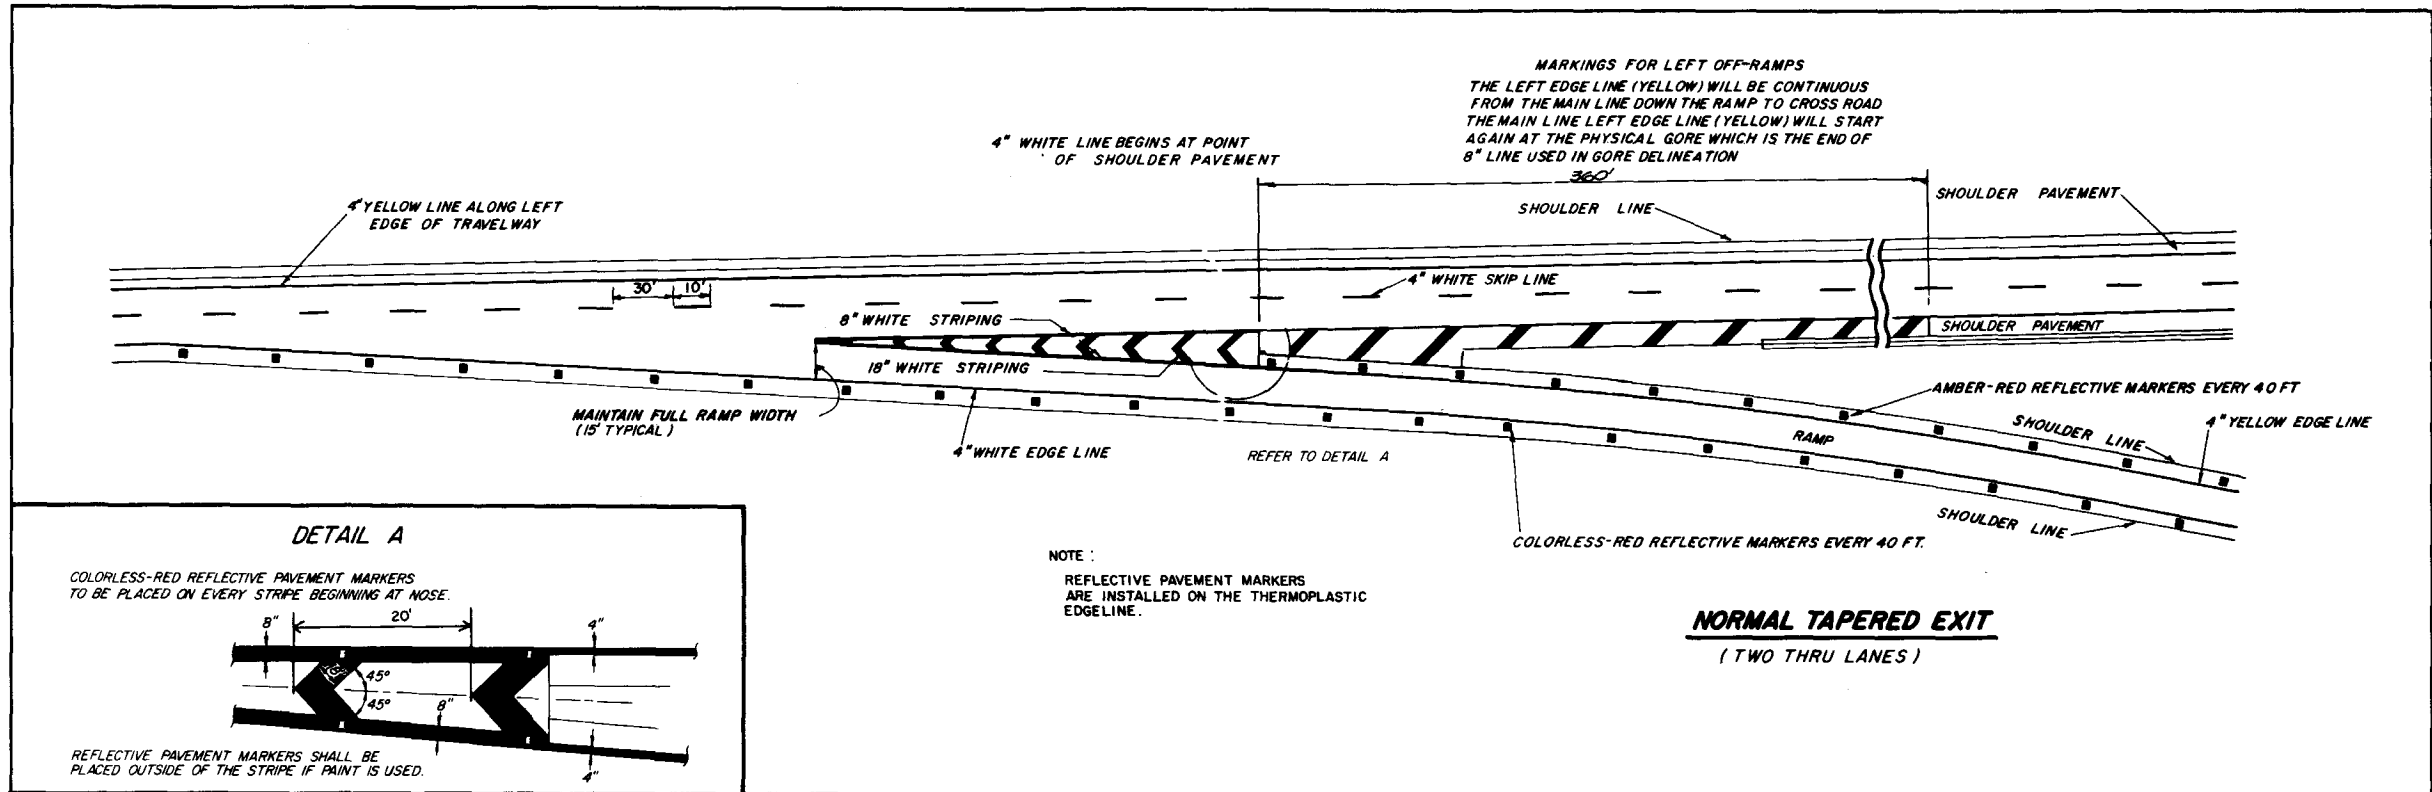 MARKINGS FOR LEFT OFF-RAMPS
THE LEFT EDGE LINE (YELLOW) WILL BE CONTINUOUS
FROM THE MAIN LINE DOWN THE RAMP TO CROSS ROAD
THE MAIN LINE LEFT EDGE LINE (YELLOW) WILL START
AGAIN AT THE PHYSICAL GORE WHICH IS THE END OF
8" LINE USED IN GORE DELINEATION
4" WHITE LINE BEGINS AT POINT
OF SHOULDER PAVEMENT
360'
SHOULDER PAVEMENT
4" YELLOW LINE ALONG LEFT
EDGE OF TRAVELWAY
SHOULDER LINE
30'
10'
4" WHITE SKIP LINE
8" WHITE STRIPING
SHOULDER PAVEMENT
18" WHITE STRIPING
MAINTAIN FULL RAMP WIDTH
(15' TYPICAL)
AMBER-RED REFLECTIVE MARKERS EVERY 40 FT
SHOULDER LINE
4" YELLOW EDGE LINE
4" WHITE EDGE LINE
REFER TO DETAIL A
RAMP
SHOULDER LINE
COLORLESS-RED REFLECTIVE MARKERS EVERY 40 FT.
DETAIL A
COLORLESS-RED REFLECTIVE PAVEMENT MARKERS
TO BE PLACED ON EVERY STRIPE BEGINNING AT NOSE.
8"
20'
4"
45°
45°
8"
4"
REFLECTIVE PAVEMENT MARKERS SHALL BE
PLACED OUTSIDE OF THE STRIPE IF PAINT IS USED.
NOTE :
REFLECTIVE PAVEMENT MARKERS
ARE INSTALLED ON THE THERMOPLASTIC
EDGELINE.
NORMAL TAPERED EXIT
(TWO THRU LANES)